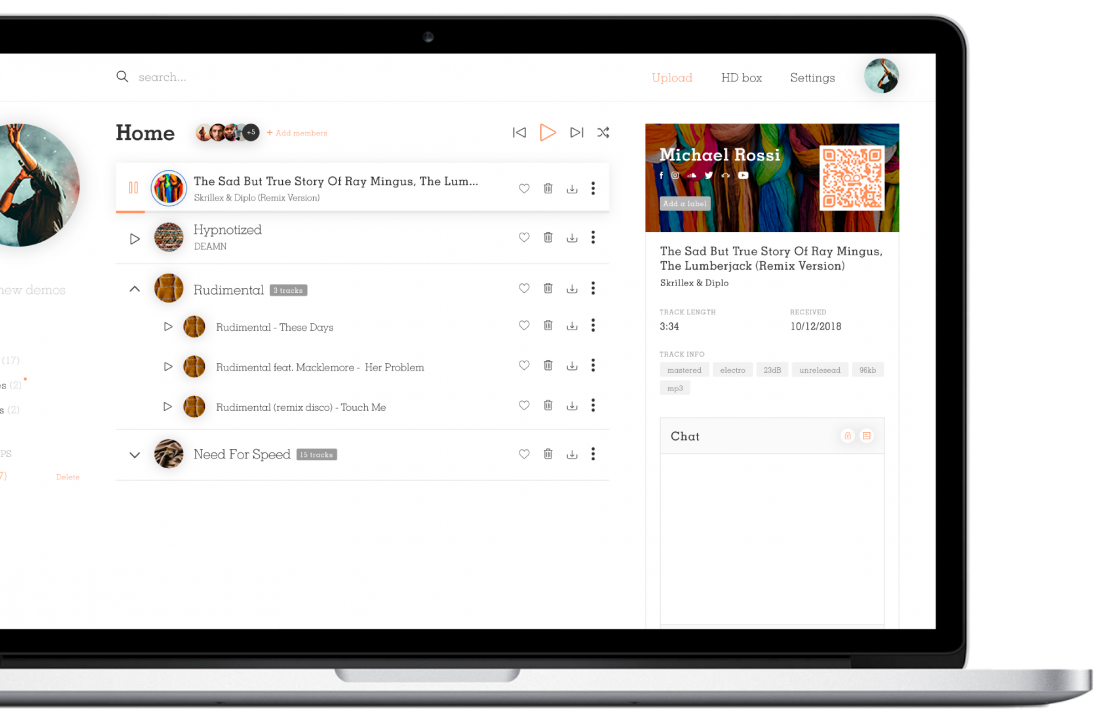 search...
Upload
HD box
Settings
Home
+5
+ Add members
The Sad But True Story Of Ray Mingus, The Lum...
Skrillex & Diplo (Remix Version)
Hypnotized
DEAMN
Rudimental
3 tracks
Rudimental - These Days
Rudimental feat. Macklemore - Her Problem
Rudimental (remix disco) - Touch Me
Need For Speed
15 tracks
new demos
(17)
(2)
(2)
PS
7)
Delete
Michael Rossi
Add a label
The Sad But True Story Of Ray Mingus,
The Lumberjack (Remix Version)
Skrillex & Diplo
TRACK LENGTH
RECEIVED
3:34
10/12/2018
TRACK INFO
mastered
electro
23dB
unrelesead
96kb
mp3
Chat